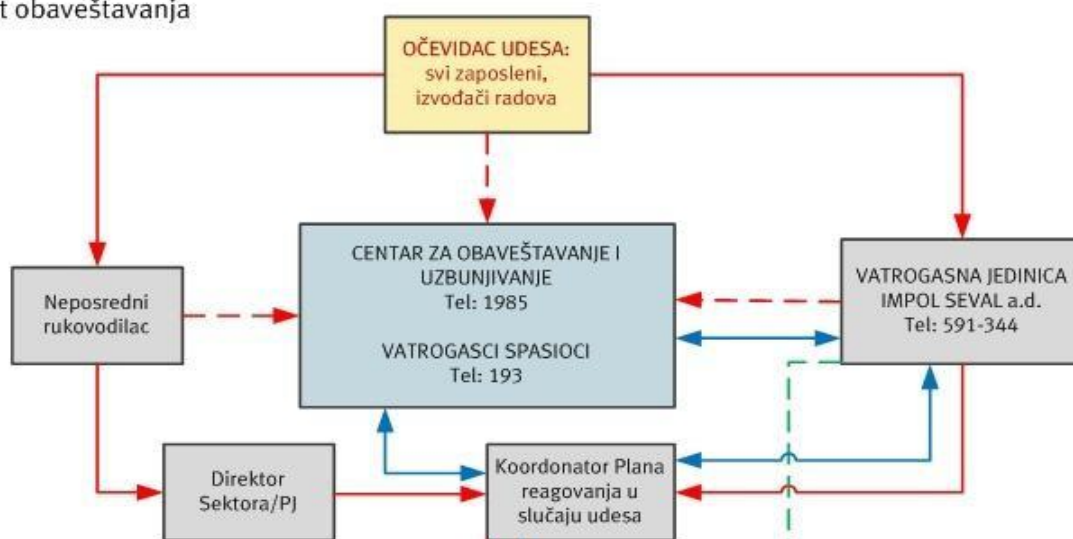 t obaveštavanja
OČEVIDAC UDESA:
svi zaposleni,
izvođači radova
CENTAR ZA OBAVEŠTAVANJE I
UZBUNJIVANJE
Tel: 1985
VATROGASCI SPASIOCI
Tel: 193
Neposredni
rukovodilac
VATROGASNA JEDINICA
IMPOL SEVAL a.d.
Tel: 591-344
Direktor
Sektora/PJ
Koordonator Plana
reagovanja u
slučaju udesa